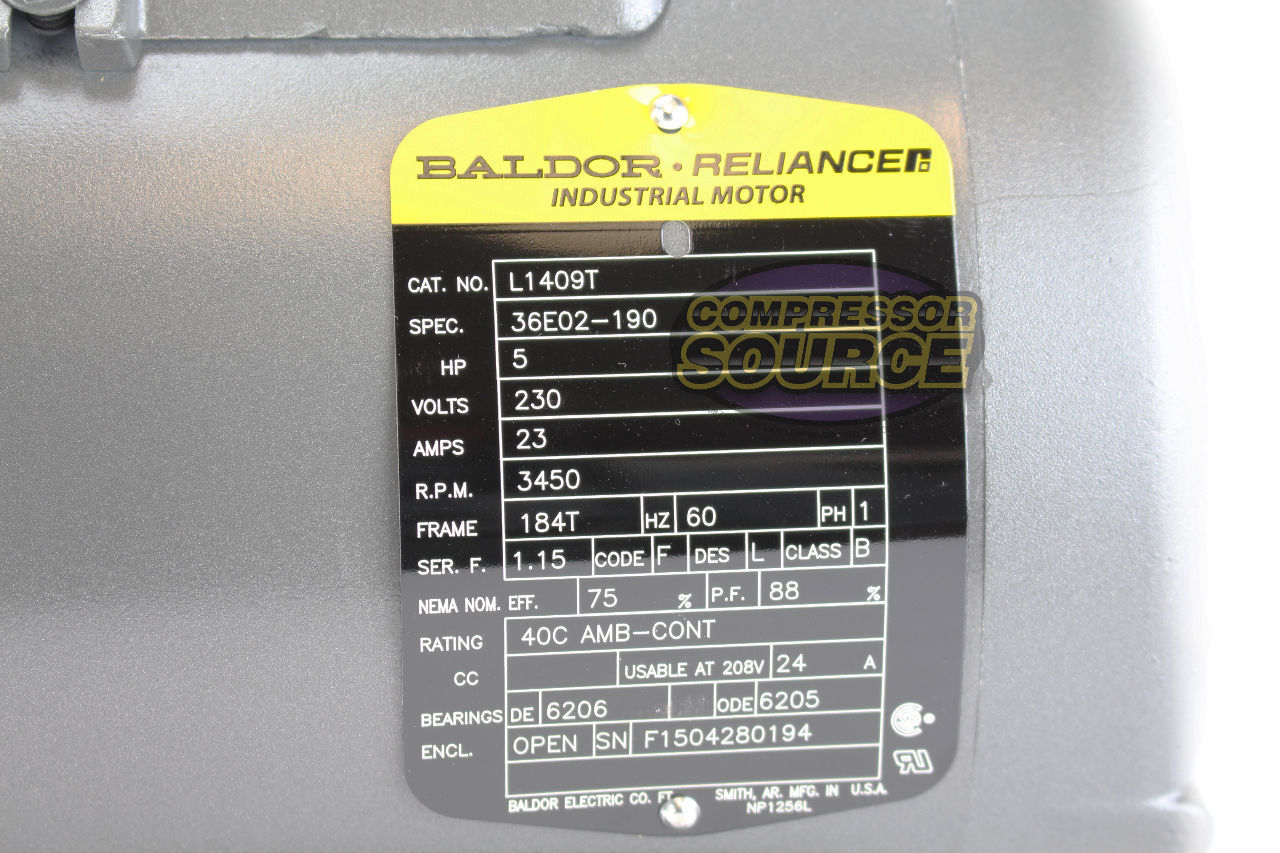 BALDOR • RELIANCE
INDUSTRIAL MOTOR
CAT. NO. L1409T
SPEC. 36E02-190
HP 5
VOLTS 230
AMPS 23
R.P.M. 3450
FRAME 184T HZ 60 PH 1
SER. F. 1.15 CODE F DES L CLASS B
NEMA NOM. EFF. 75 % P.F. 88 %
RATING 40C AMB-CONT
CC USABLE AT 208V 24 A
BEARINGS DE 6206 ODE 6205
ENCL. OPEN SN F1504280194
BALDOR ELECTRIC CO. FT. SMITH, AR. MFG. IN U.S.A.
NP1256L
COMPRESSOR
SOURCE